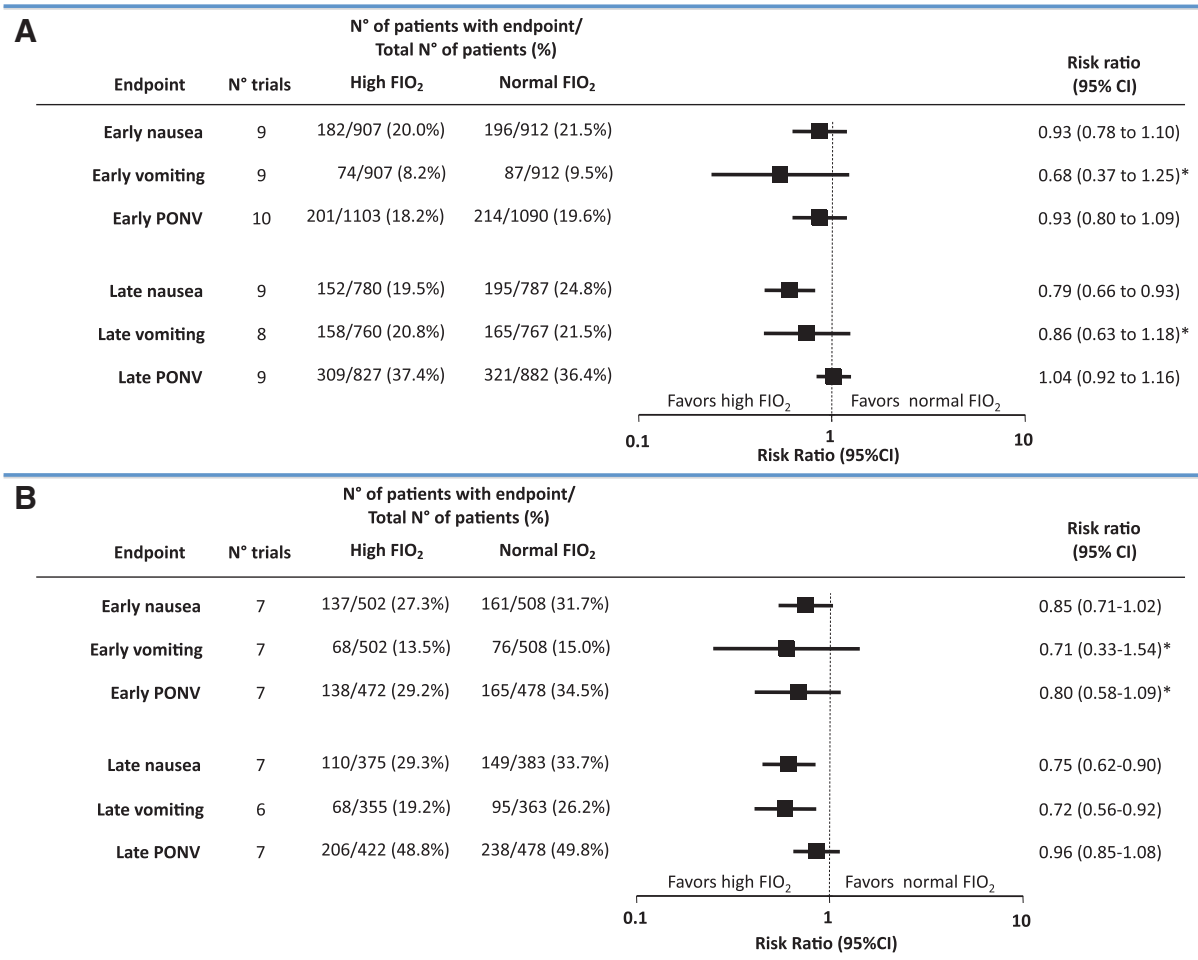 A
N° of patients with endpoint/
Total N° of patients (%)
Endpoint N° trials High FIO₂ Normal FIO₂ Risk ratio (95% CI)
Early nausea 9 182/907 (20.0%) 196/912 (21.5%) 0.93 (0.78 to 1.10)
Early vomiting 9 74/907 (8.2%) 87/912 (9.5%) 0.68 (0.37 to 1.25)*
Early PONV 10 201/1103 (18.2%) 214/1090 (19.6%) 0.93 (0.80 to 1.09)
Late nausea 9 152/780 (19.5%) 195/787 (24.8%) 0.79 (0.66 to 0.93)
Late vomiting 8 158/760 (20.8%) 165/767 (21.5%) 0.86 (0.63 to 1.18)*
Late PONV 9 309/827 (37.4%) 321/882 (36.4%) 1.04 (0.92 to 1.16)
Favors high FIO₂ Favors normal FIO₂
0.1 1 10
Risk Ratio (95%CI)
B
N° of patients with endpoint/
Total N° of patients (%)
Endpoint N° trials High FIO₂ Normal FIO₂ Risk ratio (95% CI)
Early nausea 7 137/502 (27.3%) 161/508 (31.7%) 0.85 (0.71-1.02)
Early vomiting 7 68/502 (13.5%) 76/508 (15.0%) 0.71 (0.33-1.54)*
Early PONV 7 138/472 (29.2%) 165/478 (34.5%) 0.80 (0.58-1.09)*
Late nausea 7 110/375 (29.3%) 149/383 (33.7%) 0.75 (0.62-0.90)
Late vomiting 6 68/355 (19.2%) 95/363 (26.2%) 0.72 (0.56-0.92)
Late PONV 7 206/422 (48.8%) 238/478 (49.8%) 0.96 (0.85-1.08)
Favors high FIO₂ Favors normal FIO₂
0.1 1 10
Risk Ratio (95%CI)